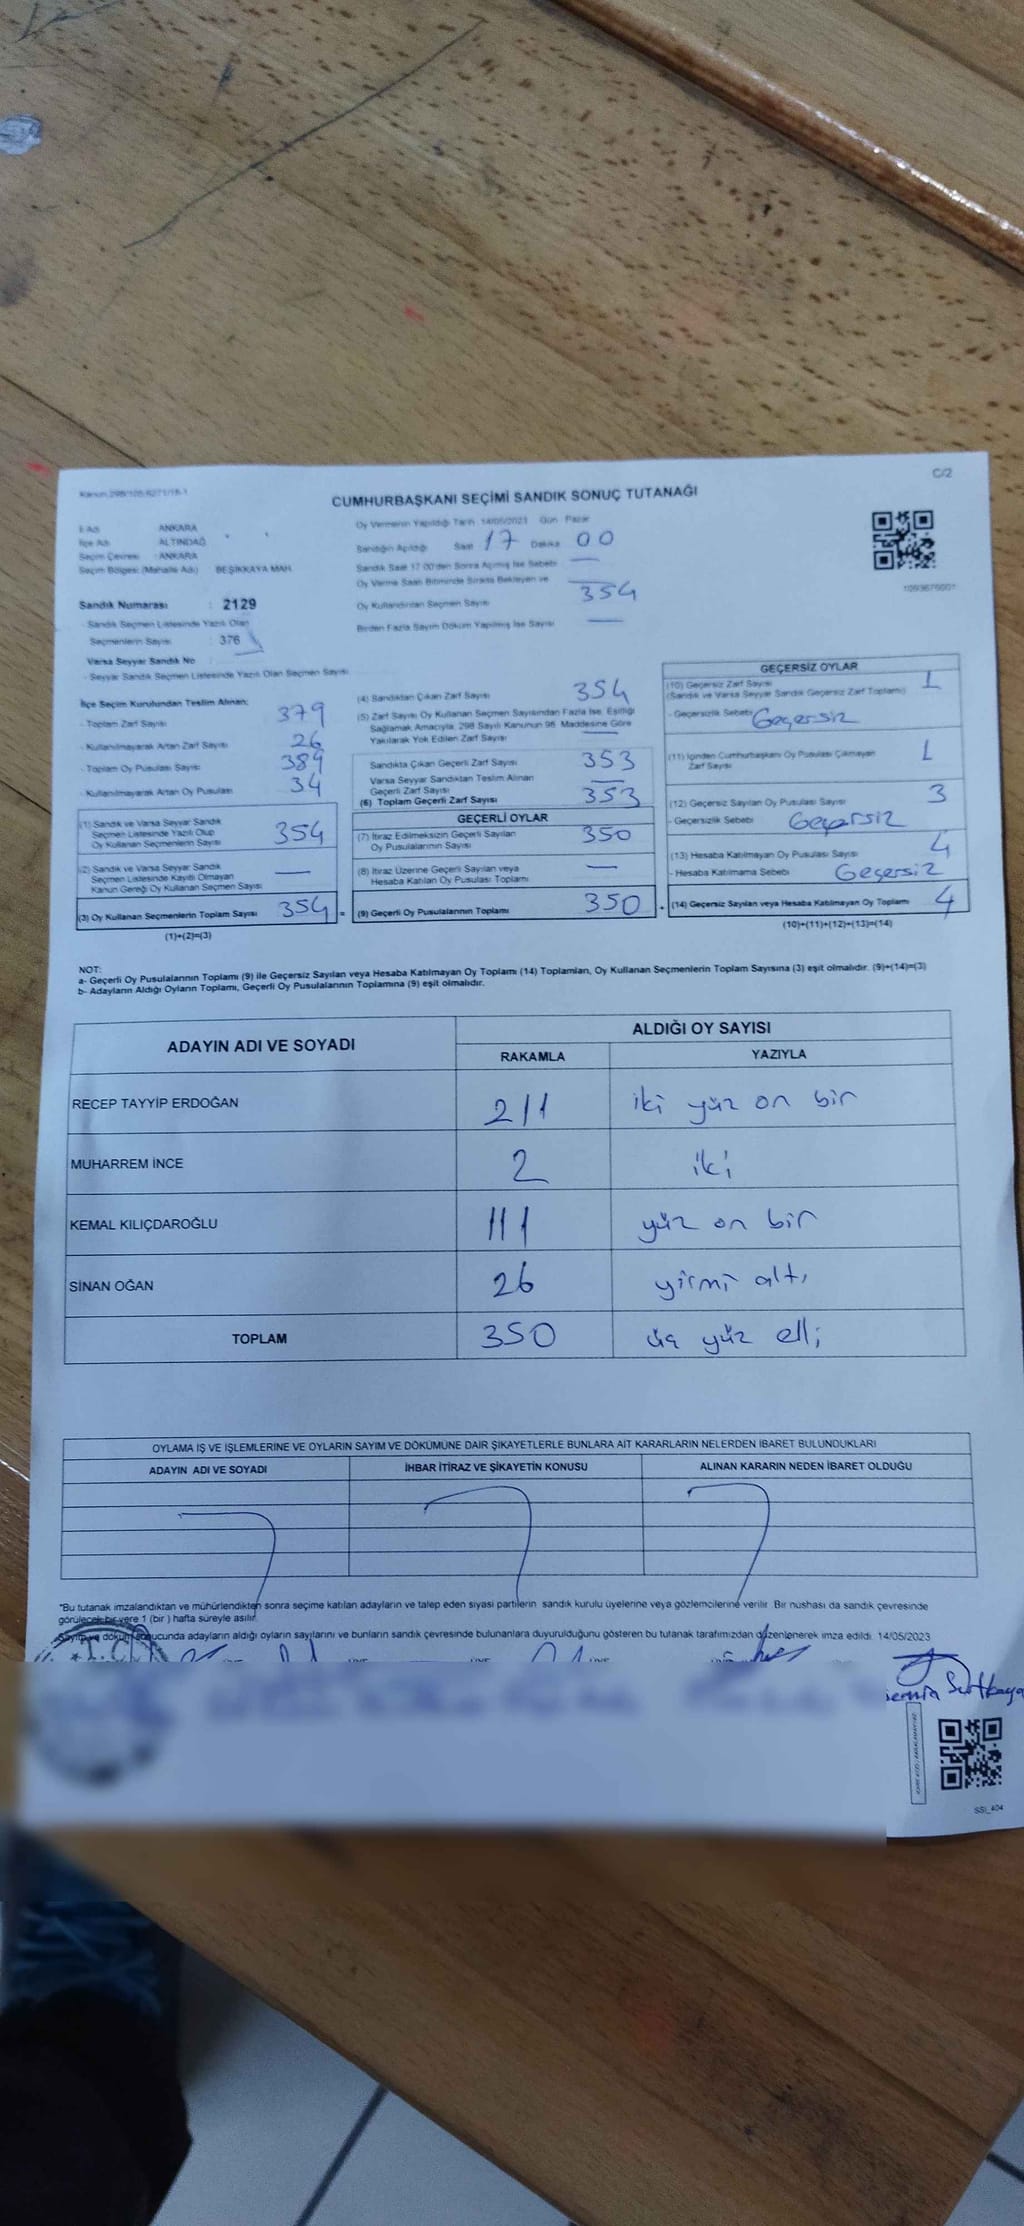 Kanun:298/105-6271/18-1
C/2
CUMHURBAŞKANI SEÇİMİ SANDIK SONUÇ TUTANAĞI
İl Adı ANKARA
İlçe Adı ALTINDAĞ
Seçim Çevresi : ANKARA
Seçim Bölgesi (Mahalle Adı) BEŞİKKAYA MAH.
Oy Vermenin Yapıldığı Tarih 14/05/2023 Gün Pazar
Sandığın Açıldığı Saat 17 Dakika 00
Sandık Saat 17:00'den Sonra Açılmış İse Sebebi —
Oy Verme Saati Bitiminde Sırada Bekleyen ve
Oy Kullandırılan Seçmen Sayısı 354
Birden Fazla Sayım Döküm Yapılmış İse Sayısı —
Sandık Numarası : 2129
- Sandık Seçmen Listesinde Yazılı Olan
Seçmenlerin Sayısı : 376
Varsa Seyyar Sandık No :
- Seyyar Sandık Seçmen Listesinde Yazılı Olan Seçmen Sayısı :
İlçe Seçim Kurulundan Teslim Alınan:
- Toplam Zarf Sayısı 379
- Kullanılmayarak Artan Zarf Sayısı 26
- Toplam Oy Pusulası Sayısı 389
- Kullanılmayarak Artan Oy Pusulası 34
(1) Sandık ve Varsa Seyyar Sandık
Seçmen Listesinde Yazılı Olup
Oy Kullanan Seçmenlerin Sayısı 354
(2) Sandık ve Varsa Seyyar Sandık
Seçmen Listesinde Kayıtlı Olmayan
Kanun Gereği Oy Kullanan Seçmen Sayısı —
(3) Oy Kullanan Seçmenlerin Toplam Sayısı 354 =
(1)+(2)=(3)
(4) Sandıktan Çıkan Zarf Sayısı 354
(5) Zarf Sayısı Oy Kullanan Seçmen Sayısından Fazla İse, Eşitliği
Sağlamak Amacıyla, 298 Sayılı Kanunun 98. Maddesine Göre
Yakılarak Yok Edilen Zarf Sayısı —
Sandıkta Çıkan Geçerli Zarf Sayısı 353
Varsa Seyyar Sandıktan Teslim Alınan
Geçerli Zarf Sayısı —
(6) Toplam Geçerli Zarf Sayısı 353
GEÇERLİ OYLAR
(7) İtiraz Edilmeksizin Geçerli Sayılan
Oy Pusulalarının Sayısı 350
(8) İtiraz Üzerine Geçerli Sayılan veya
Hesaba Katılan Oy Pusulası Toplamı —
(9) Geçerli Oy Pusulalarının Toplamı 350 +
GEÇERSİZ OYLAR
(10) Geçersiz Zarf Sayısı 1
(Sandık ve Varsa Seyyar Sandık Geçersiz Zarf Toplamı)
- Geçersizlik Sebebi Geçersiz
(11) İçinden Cumhurbaşkanı Oy Pusulası Çıkmayan
Zarf Sayısı 1
(12) Geçersiz Sayılan Oy Pusulası Sayısı 3
- Geçersizlik Sebebi Geçersiz
(13) Hesaba Katılmayan Oy Pusulası Sayısı 4
- Hesaba Katılmama Sebebi Geçersiz
(14) Geçersiz Sayılan veya Hesaba Katılmayan Oy Toplamı 4
(10)+(11)+(12)+(13)=(14)
NOT:
a- Geçerli Oy Pusulalarının Toplamı (9) ile Geçersiz Sayılan veya Hesaba Katılmayan Oy Toplamı (14) Toplamları, Oy Kullanan Seçmenlerin Toplam Sayısına (3) eşit olmalıdır. (9)+(14)=(3)
b- Adayların Aldığı Oyların Toplamı, Geçerli Oy Pusulalarının Toplamına (9) eşit olmalıdır.
ADAYIN ADI VE SOYADI
ALDIĞI OY SAYISI
RAKAMLA YAZIYLA
RECEP TAYYİP ERDOĞAN 211 iki yüz on bir
MUHARREM İNCE 2 iki
KEMAL KILIÇDAROĞLU 111 yüz on bir
SİNAN OĞAN 26 yirmi altı
TOPLAM 350 üç yüz elli
OYLAMA İŞ VE İŞLEMLERİNE VE OYLARIN SAYIM VE DÖKÜMÜNE DAİR ŞİKAYETLERLE BUNLARA AİT KARARLARIN NELERDEN İBARET BULUNDUKLARI
ADAYIN ADI VE SOYADI İHBAR İTİRAZ VE ŞİKAYETİN KONUSU ALINAN KARARIN NEDEN İBARET OLDUĞU
"Bu tutanak imzalandıktan ve mühürlendikten sonra seçime katılan adayların ve talep eden siyasi partilerin sandık kurulu üyelerine veya gözlemcilerine verilir. Bir nüshası da sandık çevresinde
görülecek bir yere 1 (bir ) hafta süreyle asılır.
Sayım ve döküm sonucunda adayların aldığı oyların sayılarını ve bunların sandık çevresinde bulunanlara duyurulduğunu gösteren bu tutanak tarafımızdan düzenlenerek imza edildi. 14/05/2023
T.C.
SSI_404